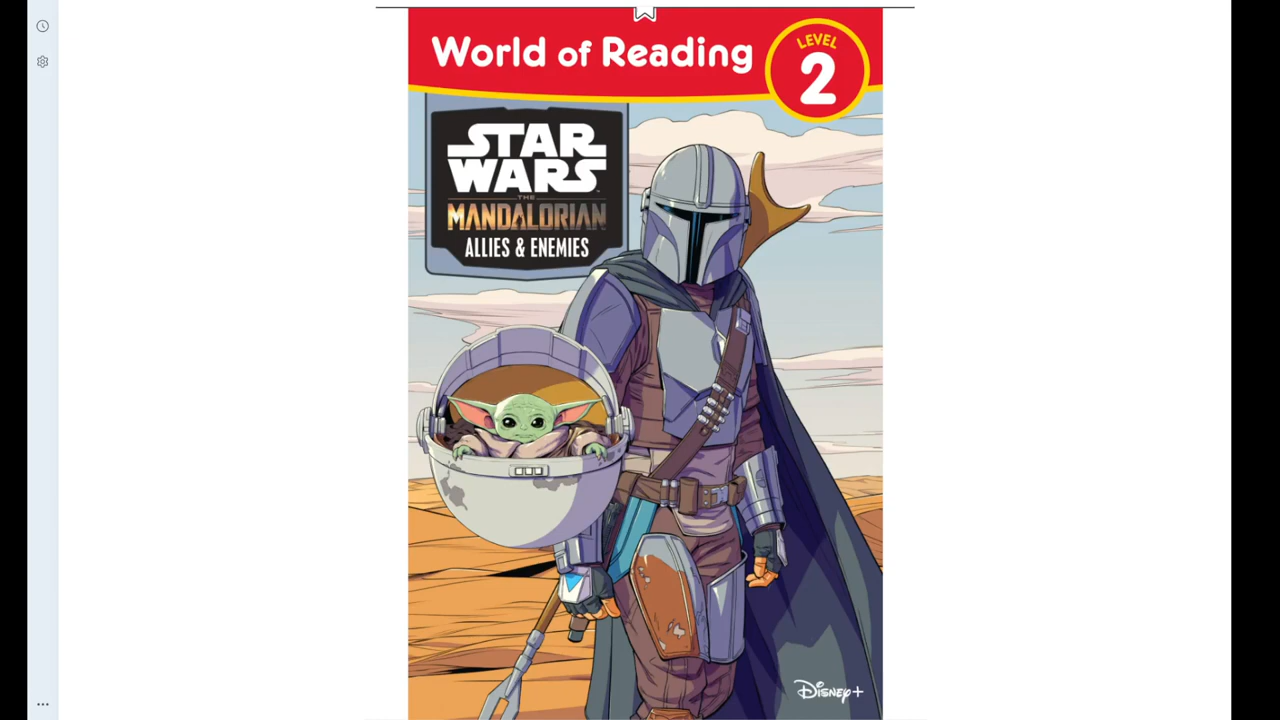 World of Reading
LEVEL
2
STAR
WARS
THE
MANDALORIAN
ALLIES & ENEMIES
Disney+